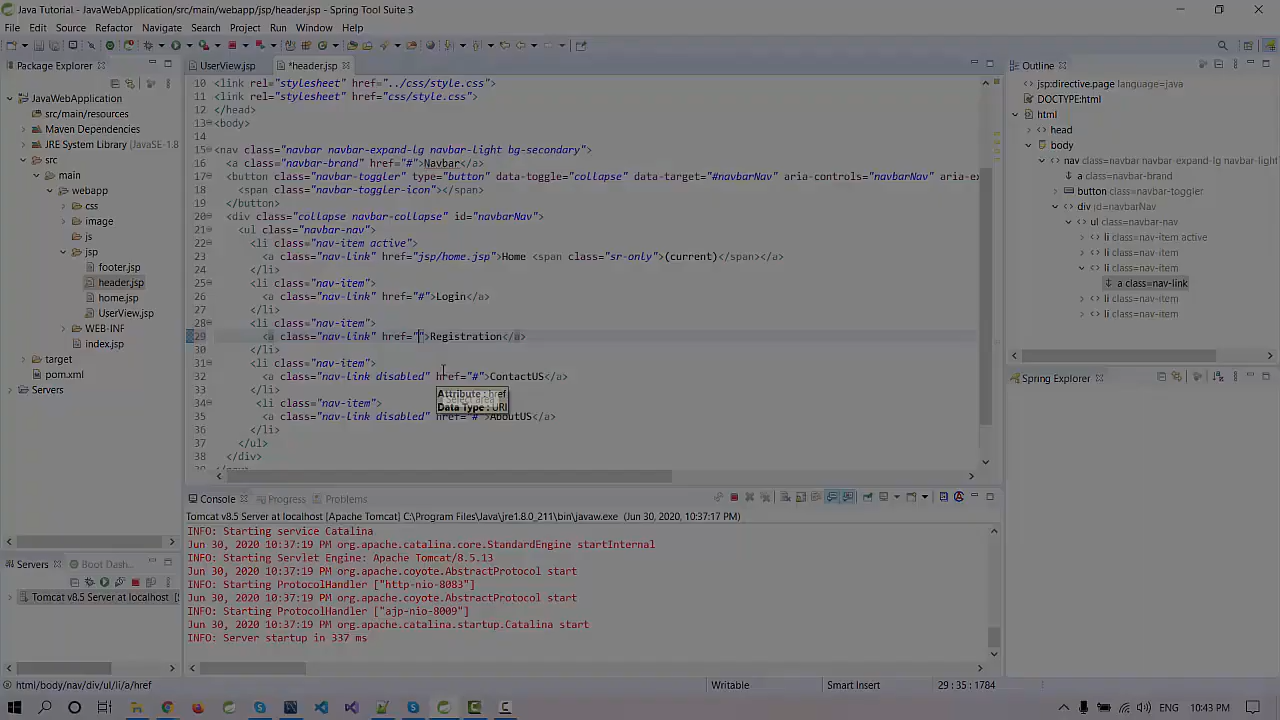 Java Tutorial - JavaWebApplication/src/main/webapp/jsp/header.jsp - Spring Tool Suite 3
File Edit Source Refactor Navigate Search Project Run Window Help
Package Explorer
JavaWebApplication
src/main/resources
Maven Dependencies
JRE System Library [JavaSE-1.8
src
main
webapp
css
image
js
jsp
footer.jsp
header.jsp
home.jsp
UserView.jsp
WEB-INF
index.jsp
target
pom.xml
Servers
UserView.jsp *header.jsp
10 <link rel="stylesheet" href="../css/style.css">
11 <link rel="stylesheet" href="css/style.css">
12 </head>
13 <body>
14
15 <nav class="navbar navbar-expand-lg navbar-light bg-secondary">
16 <a class="navbar-brand" href="#">Navbar</a>
17 <button class="navbar-toggler" type="button" data-toggle="collapse" data-target="#navbarNav" aria-controls="navbarNav" aria-ex
18 <span class="navbar-toggler-icon"></span>
19 </button>
20 <div class="collapse navbar-collapse" id="navbarNav">
21 <ul class="navbar-nav">
22 <li class="nav-item active">
23 <a class="nav-link" href="jsp/home.jsp">Home <span class="sr-only">(current)</span></a>
24 </li>
25 <li class="nav-item">
26 <a class="nav-link" href="#">Login</a>
27 </li>
28 <li class="nav-item">
29 <a class="nav-link" href="">Registration</a>
30 </li>
31 <li class="nav-item">
32 <a class="nav-link disabled" href="#">ContactUS</a>
33 </li>
34 <li class="nav-item">
35 <a class="nav-link disabled" href="#">AboutUS</a>
36 </li>
37 </ul>
38 </div>
39 </nav>
Attribute : href
Data Type : URI
Outline
jsp:directive.page language=java
DOCTYPE:html
html
head
body
nav class=navbar navbar-expand-lg navbar-light
a class=navbar-brand
button class=navbar-toggler
div id=navbarNav
ul class=navbar-nav
li class=nav-item active
li class=nav-item
li class=nav-item
a class=nav-link
li class=nav-item
li class=nav-item
Spring Explorer
Servers Boot Dash...
Tomcat v8.5 Server at localhost [S
Console Progress Problems
Tomcat v8.5 Server at localhost [Apache Tomcat] C:\Program Files\Java\jre1.8.0_211\bin\javaw.exe (Jun 30, 2020, 10:37:17 PM)
INFO: Starting service Catalina
Jun 30, 2020 10:37:19 PM org.apache.catalina.core.StandardEngine startInternal
INFO: Starting Servlet Engine: Apache Tomcat/8.5.13
Jun 30, 2020 10:37:19 PM org.apache.coyote.AbstractProtocol start
INFO: Starting ProtocolHandler ["http-nio-8083"]
Jun 30, 2020 10:37:19 PM org.apache.coyote.AbstractProtocol start
INFO: Starting ProtocolHandler ["ajp-nio-8009"]
Jun 30, 2020 10:37:19 PM org.apache.catalina.startup.Catalina start
INFO: Server startup in 337 ms
html/body/nav/div/ul/li/a/href Writable Smart Insert 29 : 35 : 1784
ENG 10:43 PM